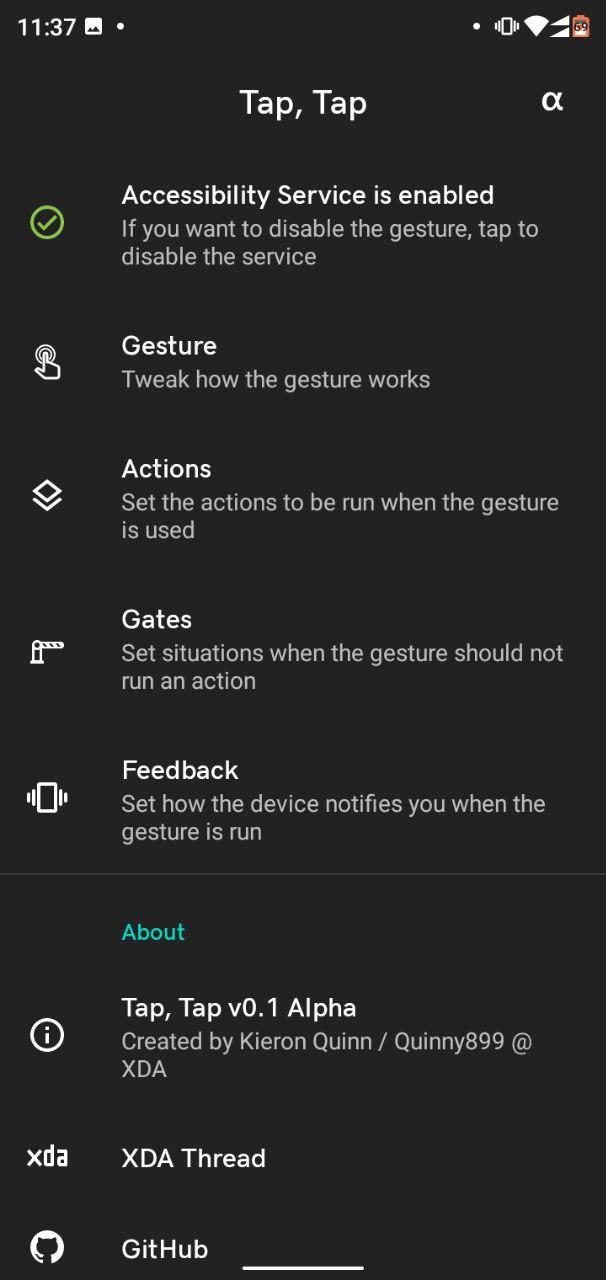 11:37
69
Tap, Tap
α
Accessibility Service is enabled
If you want to disable the gesture, tap to
disable the service
Gesture
Tweak how the gesture works
Actions
Set the actions to be run when the gesture
is used
Gates
Set situations when the gesture should not
run an action
Feedback
Set how the device notifies you when the
gesture is run
About
Tap, Tap v0.1 Alpha
Created by Kieron Quinn / Quinny899 @
XDA
xda
XDA Thread
GitHub